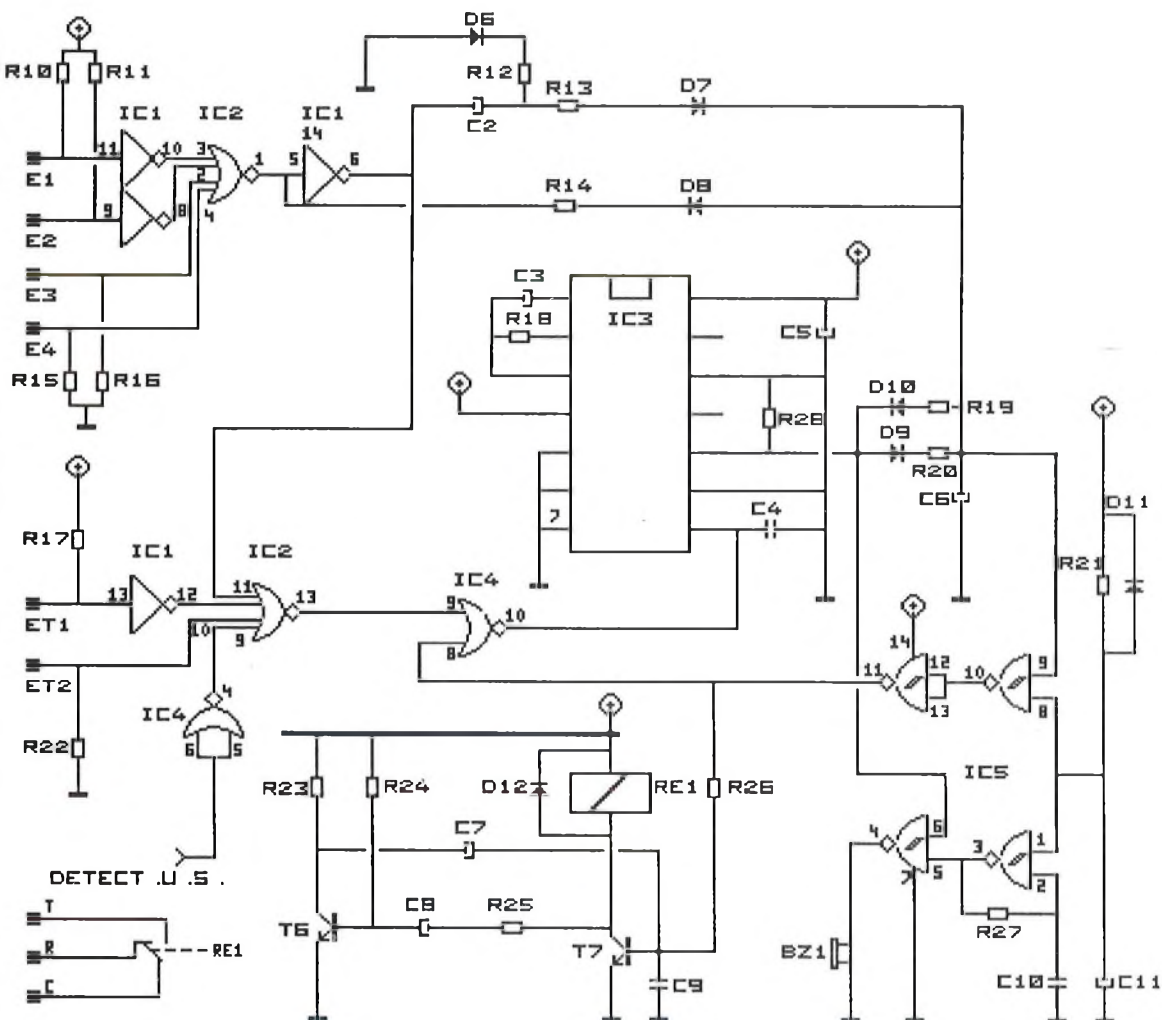 D6
R12
R13
D7
R10
R11
C2
IC1
IC2
IC1
14
11
10
3
2
4
1
5
6
E1
R14
D8
9
8
E2
E3
C3
R18
IC3
C5
E4
R15
R16
D10
R19
R28
D9
R20
C6
D11
7
C4
R17
IC1
IC2
IC4
R21
13
12
11
10
9
13
9
8
10
14
ET1
ET2
11
12
13
10
9
8
4
IC4
6
5
R22
IC5
R23
R24
D12
RE1
R26
C7
4
6
5
7
3
1
2
DETECT .U .S .
C8
R25
R27
T
R
C
RE1
T6
T7
C9
BZ1
C10
C11